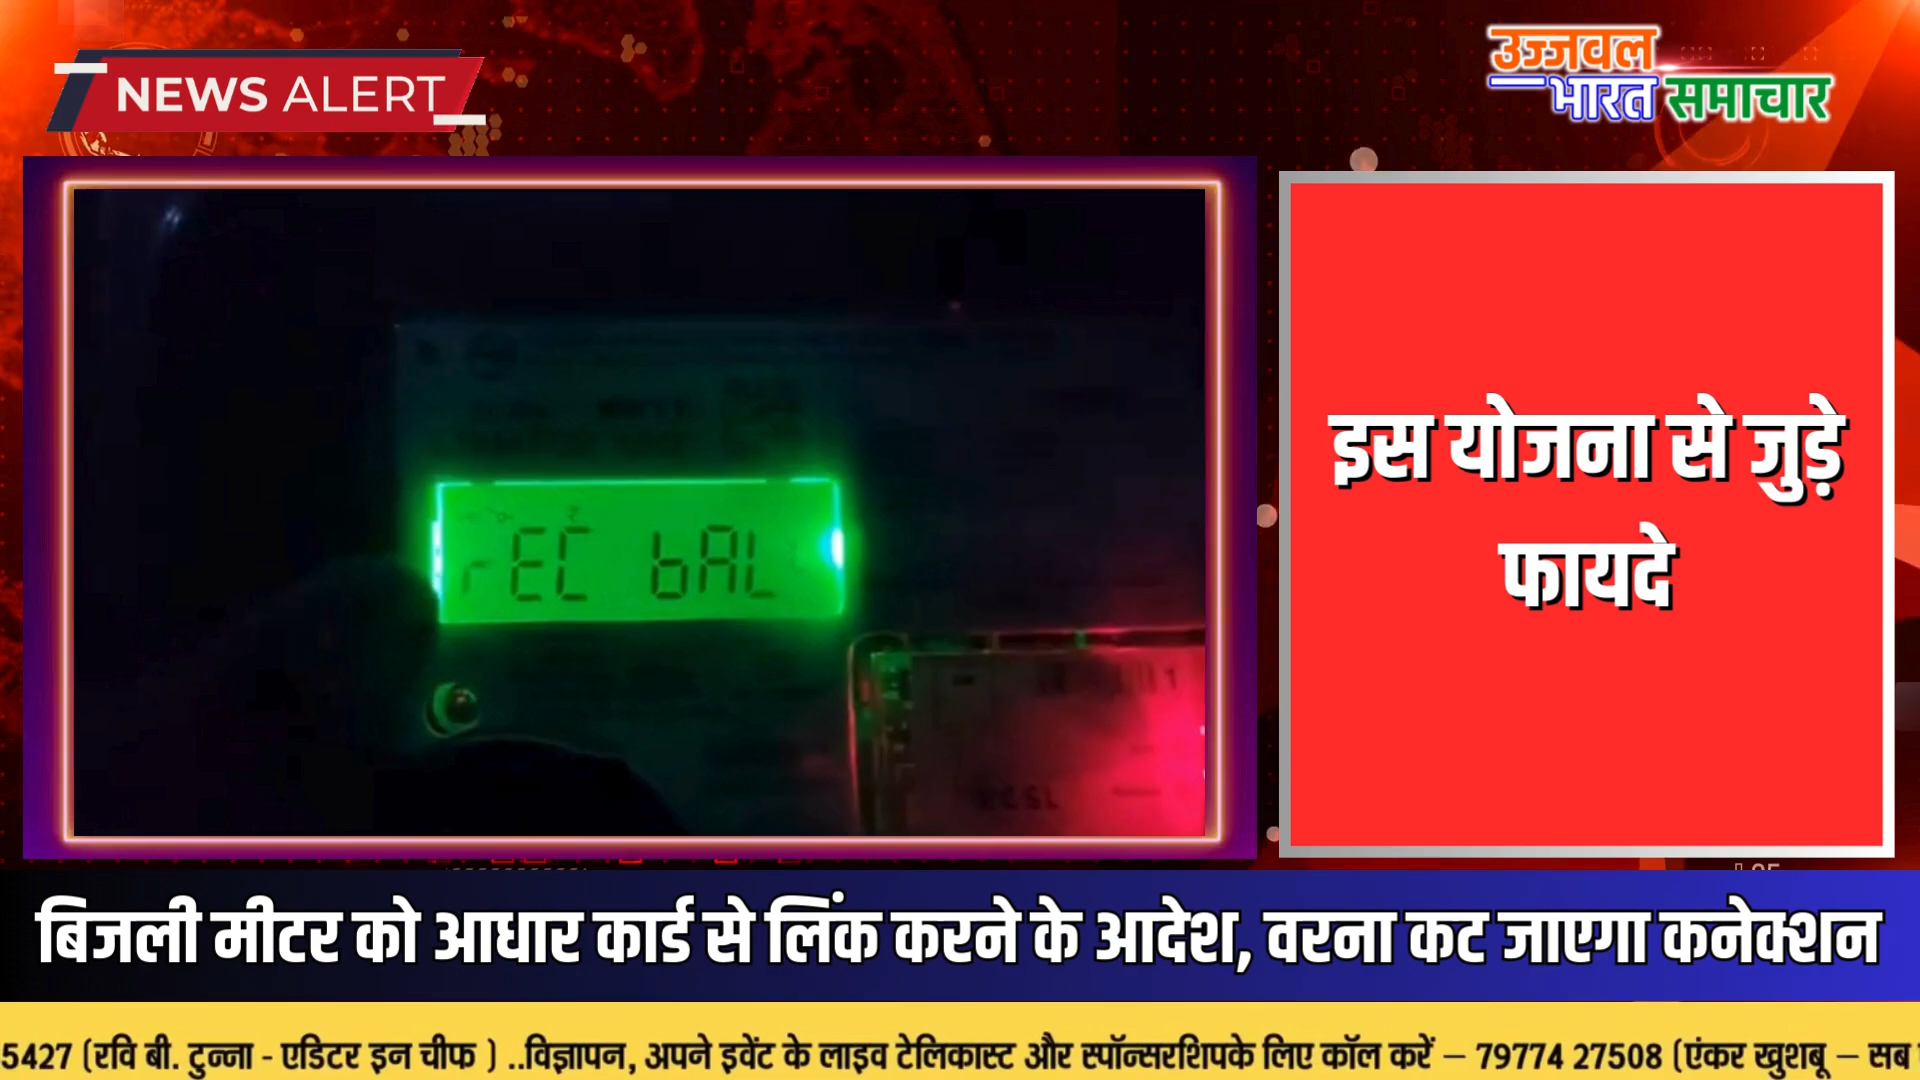 NEWS ALERT
उज्जवल
भारत समाचार
rEC bAL
इस योजना से जुड़े
फायदे
बिजली मीटर को आधार कार्ड से लिंक करने के आदेश, वरना कट जाएगा कनेक्शन
5427 (रवि बी. टुन्ना - एडिटर इन चीफ ) ..विज्ञापन, अपने इवेंट के लाइव टेलिकास्ट और स्पॉन्सरशिपके लिए कॉल करें – 79774 27508 (एंकर खुशबू – सब